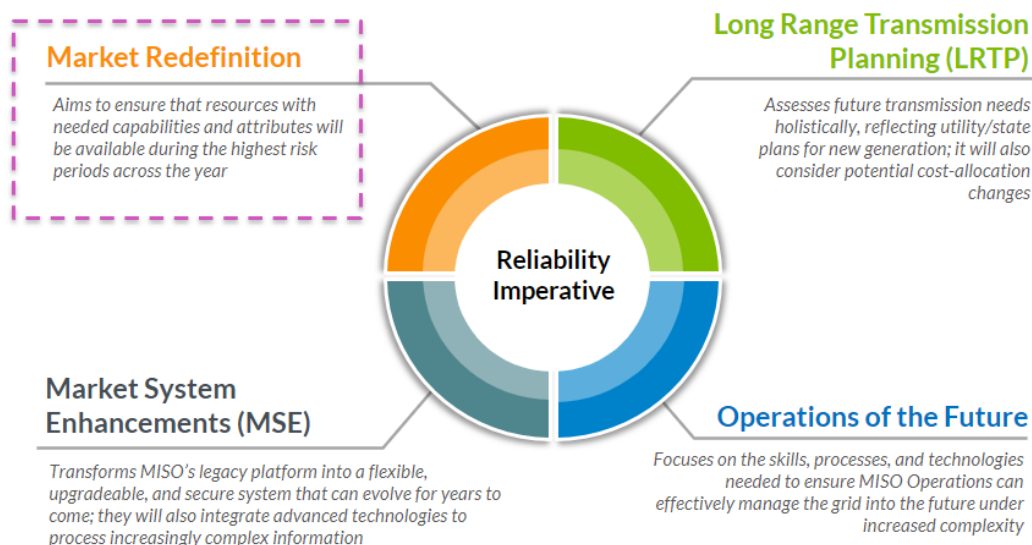 Market Redefinition
Aims to ensure that resources with
needed capabilities and attributes will
be available during the highest risk
periods across the year
Long Range Transmission
Planning (LRTP)
Assesses future transmission needs
holistically, reflecting utility/state
plans for new generation; it will also
consider potential cost-allocation
changes
Reliability
Imperative
Market System
Enhancements (MSE)
Transforms MISO's legacy platform into a flexible,
upgradeable, and secure system that can evolve for years to
come; they will also integrate advanced technologies to
process increasingly complex information
Operations of the Future
Focuses on the skills, processes, and technologies
needed to ensure MISO Operations can
effectively manage the grid into the future under
increased complexity